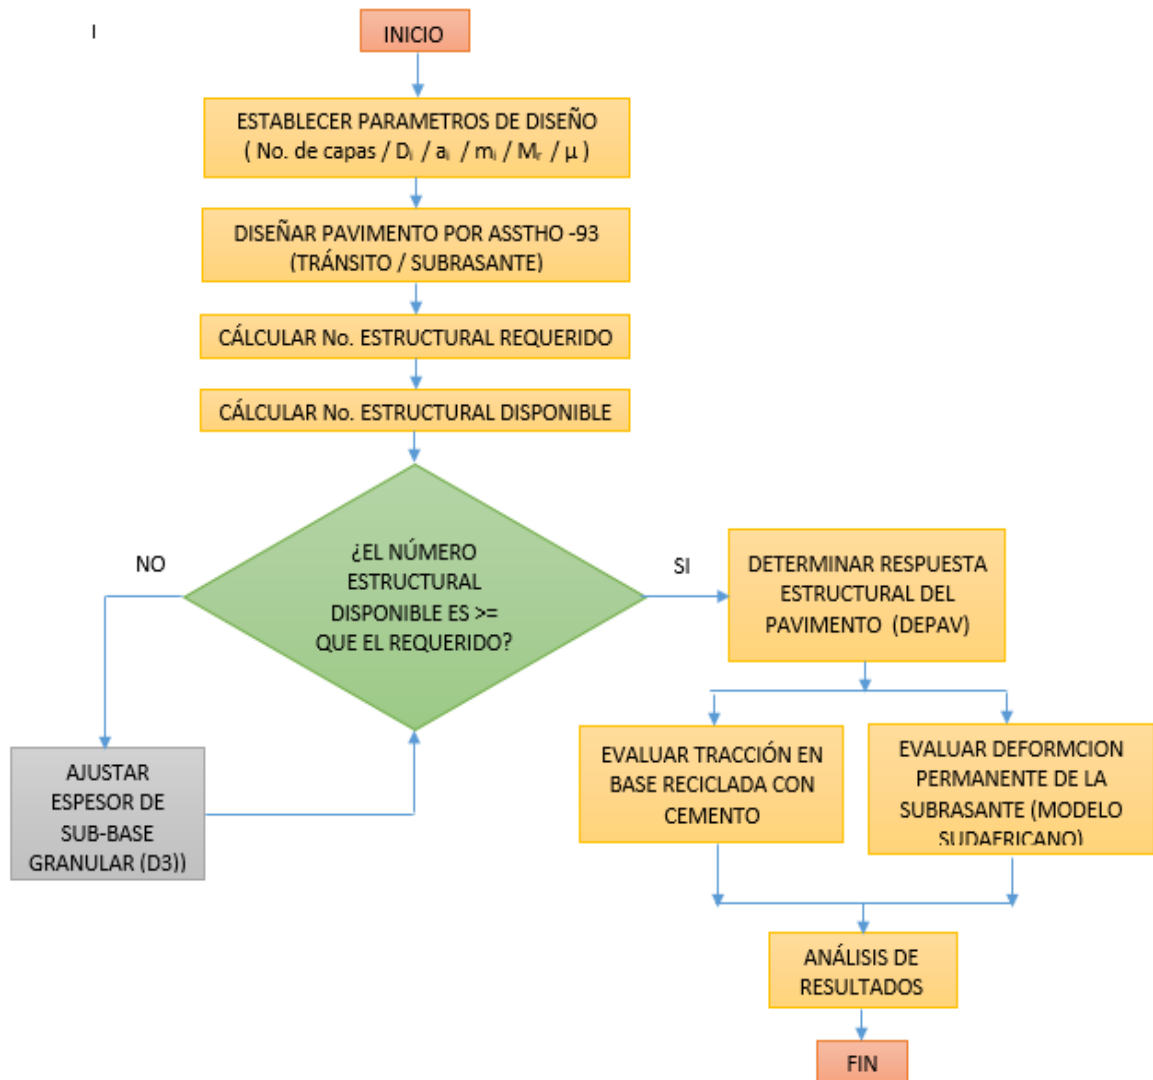 I
INICIO
ESTABLECER PARAMETROS DE DISEÑO
( No. de capas / Dᵢ / aᵢ / mᵢ / Mᵣ / µ )
DISEÑAR PAVIMENTO POR ASSTHO -93
(TRÁNSITO / SUBRASANTE)
CÁLCULAR No. ESTRUCTURAL REQUERIDO
CÁLCULAR No. ESTRUCTURAL DISPONIBLE
¿EL NÚMERO
ESTRUCTURAL
DISPONIBLE ES >=
QUE EL REQUERIDO?
NO
AJUSTAR
ESPESOR DE
SUB-BASE
GRANULAR (D3))
SI
DETERMINAR RESPUESTA
ESTRUCTURAL DEL
PAVIMENTO (DEPAV)
EVALUAR TRACCIÓN EN
BASE RECICLADA CON
CEMENTO
EVALUAR DEFORMCION
PERMANENTE DE LA
SUBRASANTE (MODELO
SUDAFRICANO)
ANÁLISIS DE
RESULTADOS
FIN